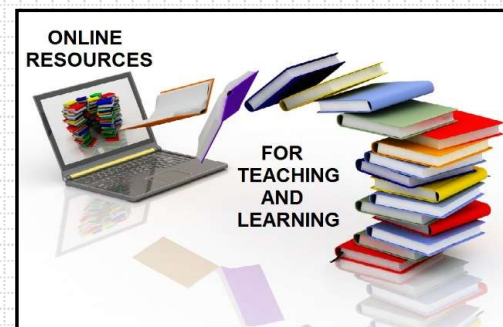 ONLINE
RESOURCES
FOR
TEACHING
AND
LEARNING